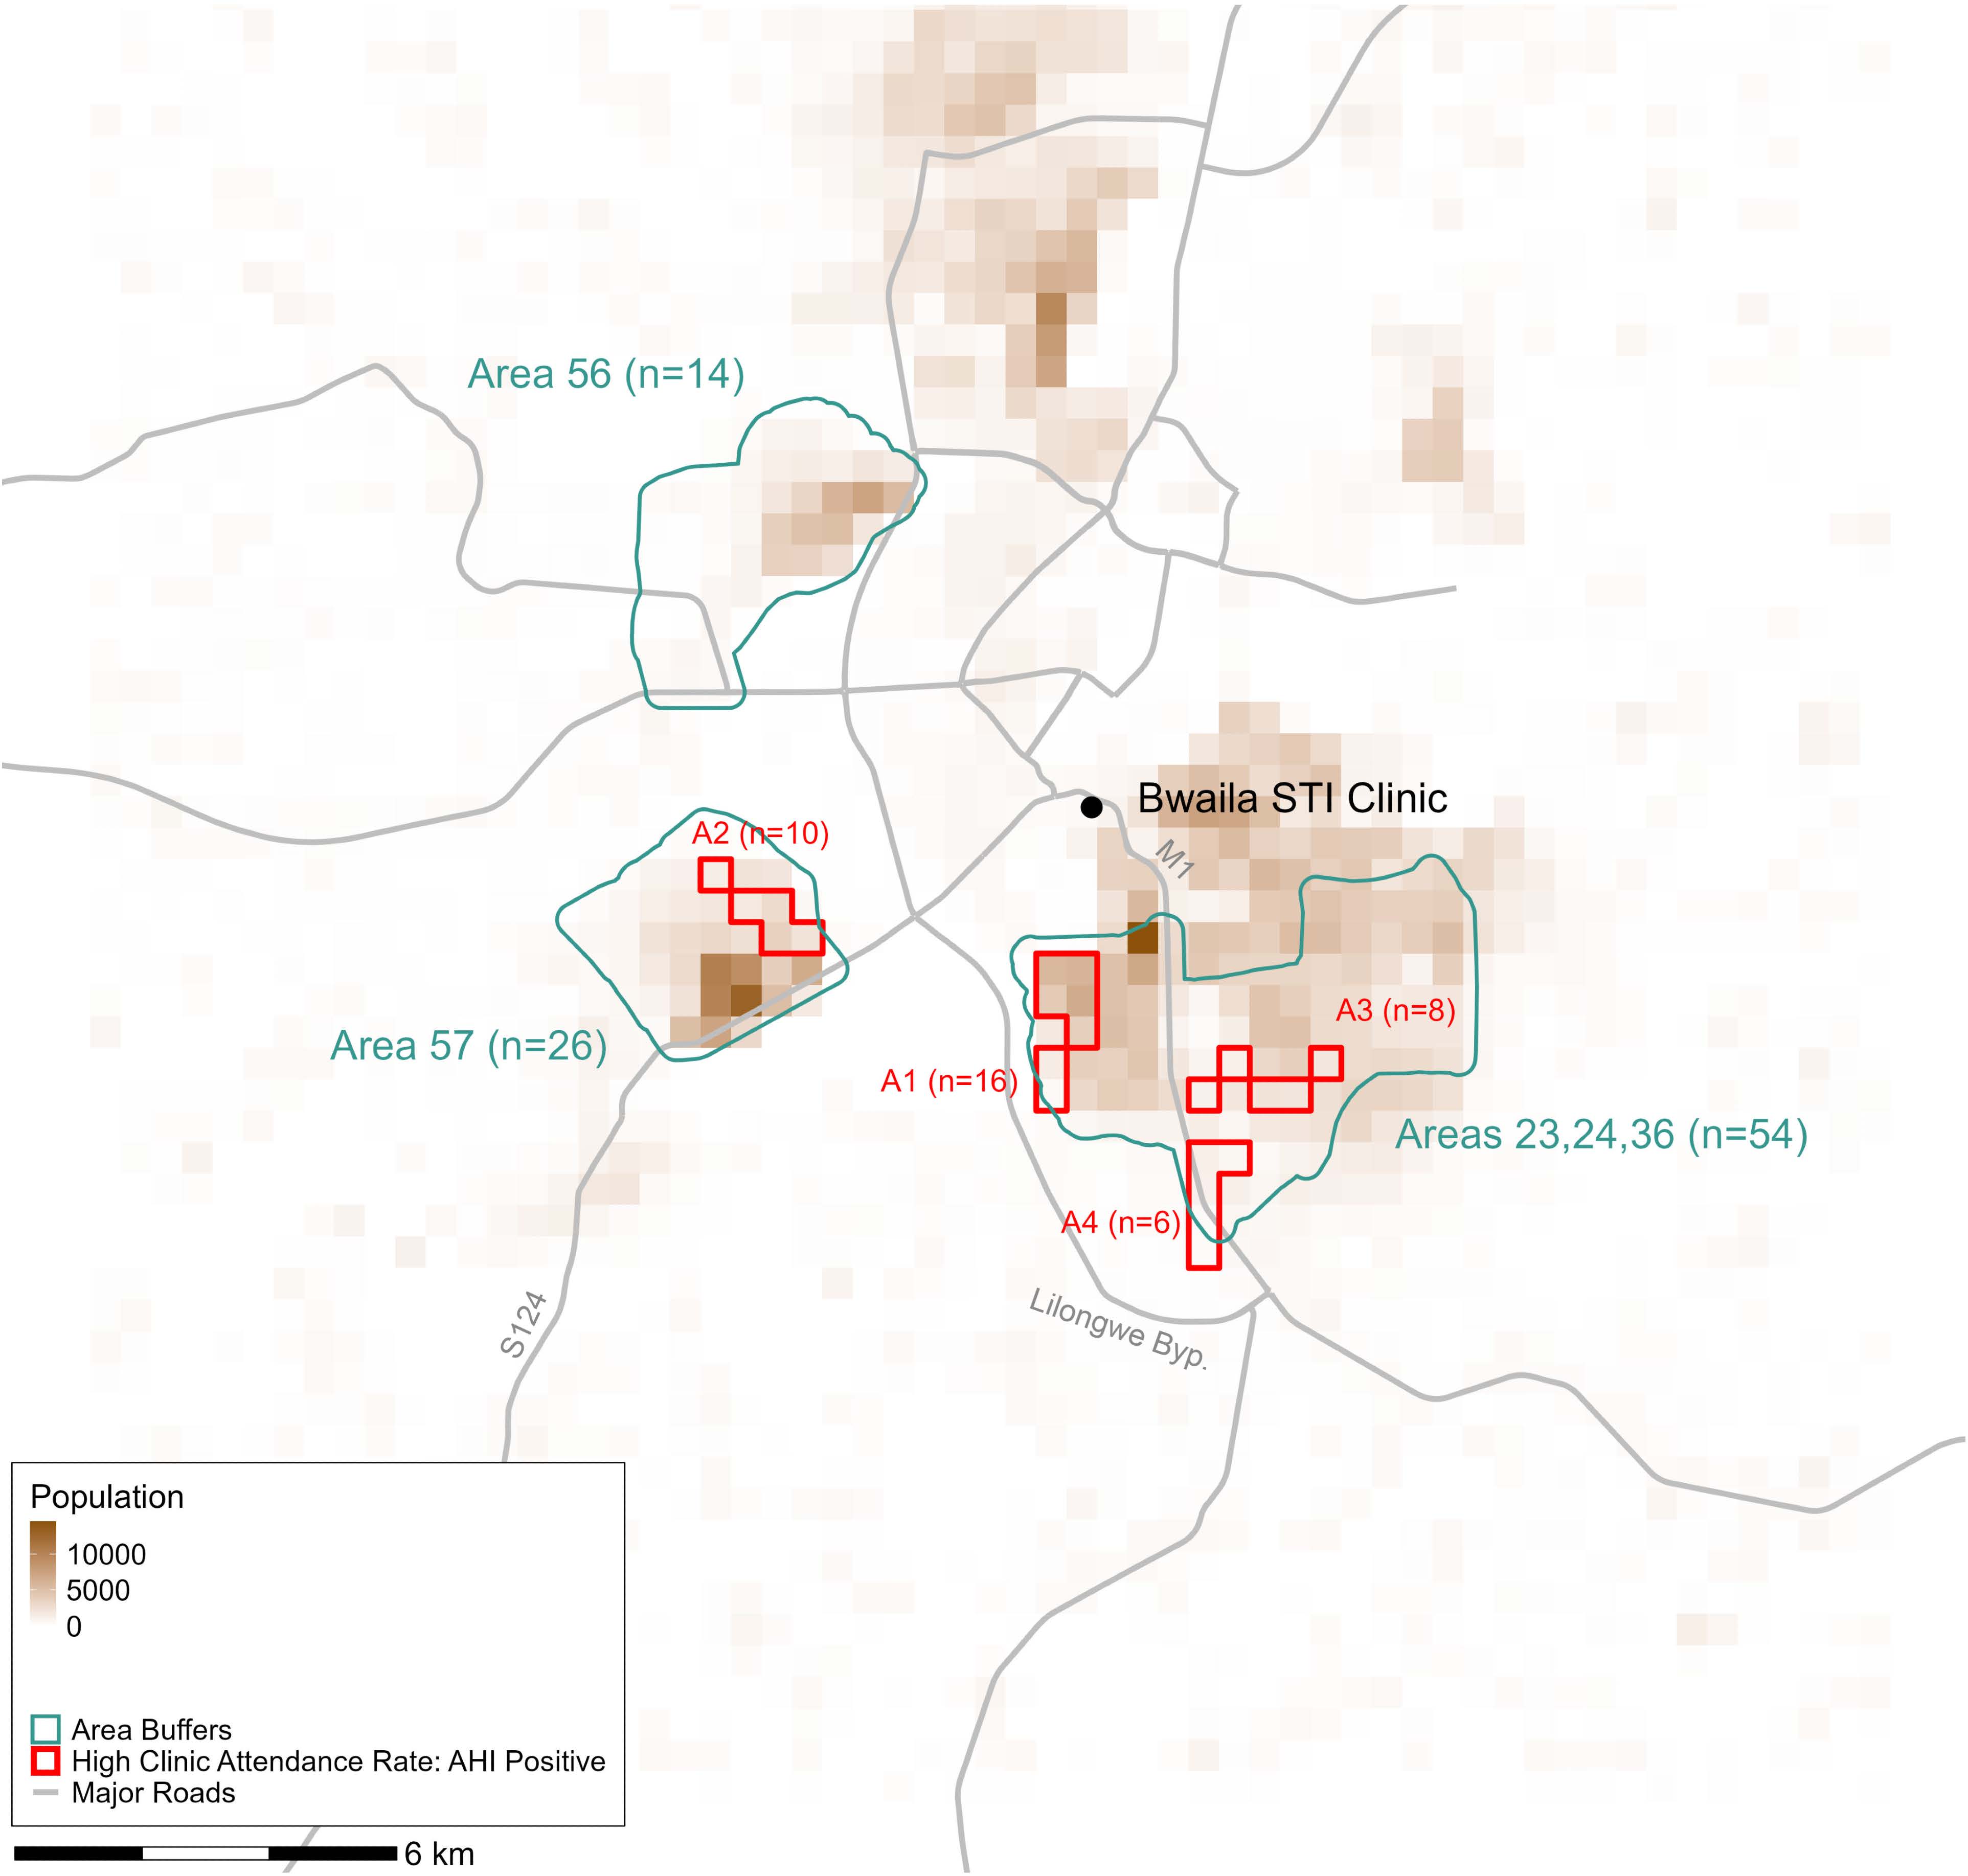 Area 56 (n=14)
Bwaila STI Clinic
M1
A2 (n=10)
A3 (n=8)
Area 57 (n=26)
A1 (n=16)
Areas 23,24,36 (n=54)
A4 (n=6)
S124
Lilongwe Byp.
Population
10000
5000
0
Area Buffers
High Clinic Attendance Rate: AHI Positive
Major Roads
6 km